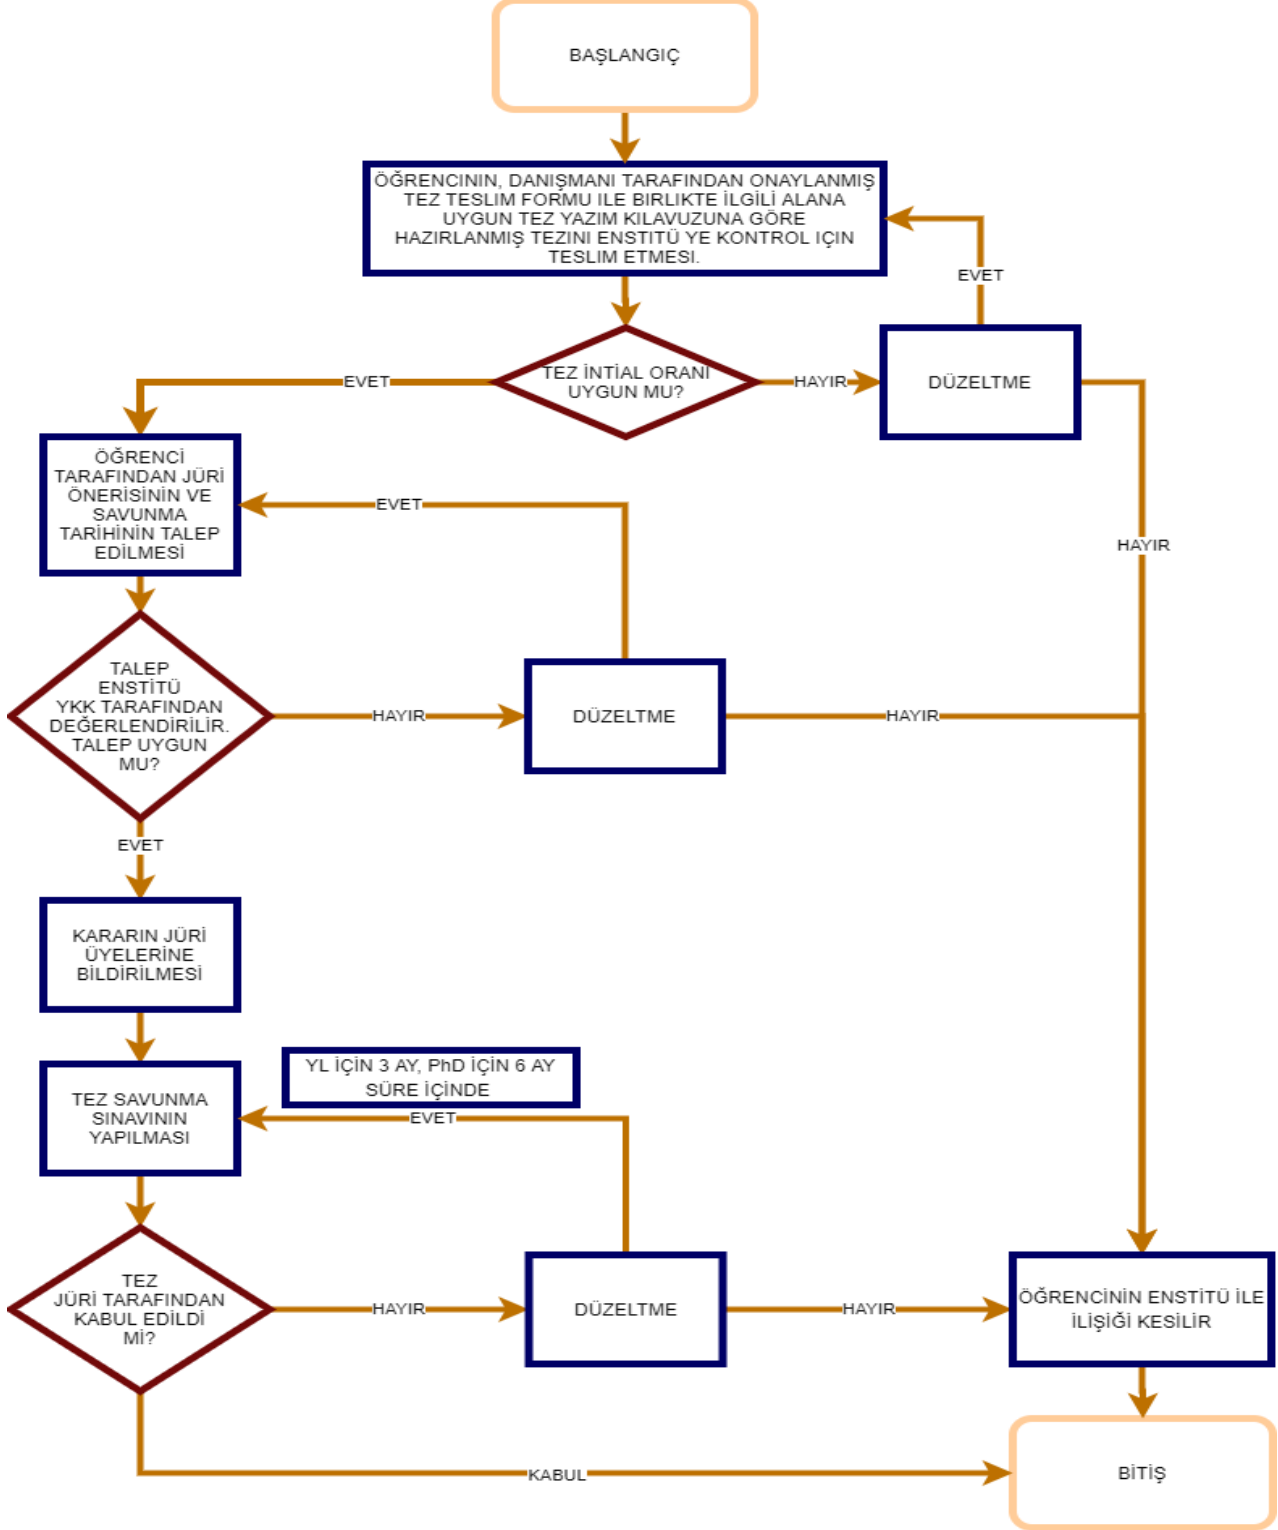 BAŞLANGIÇ
ÖĞRENCININ, DANIŞMANI TARAFINDAN ONAYLANMIŞ
TEZ TESLIM FORMU ILE BIRLIKTE İLGİLİ ALANA
UYGUN TEZ YAZIM KILAVUZUNA GÖRE
HAZIRLANMIŞ TEZINI ENSTİTÜ YE KONTROL IÇIN
TESLIM ETMESI.
EVET
TEZ İNTİAL ORANI
UYGUN MU?
EVET
HAYIR
DÜZELTME
ÖĞRENCİ
TARAFINDAN JÜRİ
ÖNERİSİNİN VE
SAVUNMA
TARİHİNİN TALEP
EDİLMESİ
EVET
HAYIR
TALEP
ENSTİTÜ
YKK TARAFINDAN
DEĞERLENDİRİLİR.
TALEP UYGUN
MU?
HAYIR
DÜZELTME
HAYIR
EVET
KARARIN JÜRİ
ÜYELERİNE
BİLDİRİLMESİ
YL İÇİN 3 AY, PhD İÇİN 6 AY
SÜRE İÇİNDE
EVET
TEZ SAVUNMA
SINAVININ
YAPILMASI
TEZ
JÜRİ TARAFINDAN
KABUL EDİLDİ
Mİ?
HAYIR
DÜZELTME
HAYIR
ÖĞRENCİNİN ENSTİTÜ İLE
İLİŞİĞİ KESİLİR
KABUL
BİTİŞ